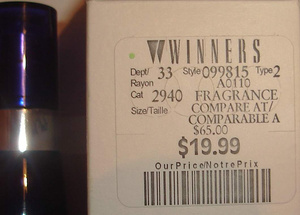 WINNERS
Dept/ 33 Style 099815 Type 2
Rayon A0110
Cat 2940 FRAGRANCE
Size/Taille COMPARE AT/
COMPARABLE A
$65.00
$19.99
OurPrice/NotrePrix